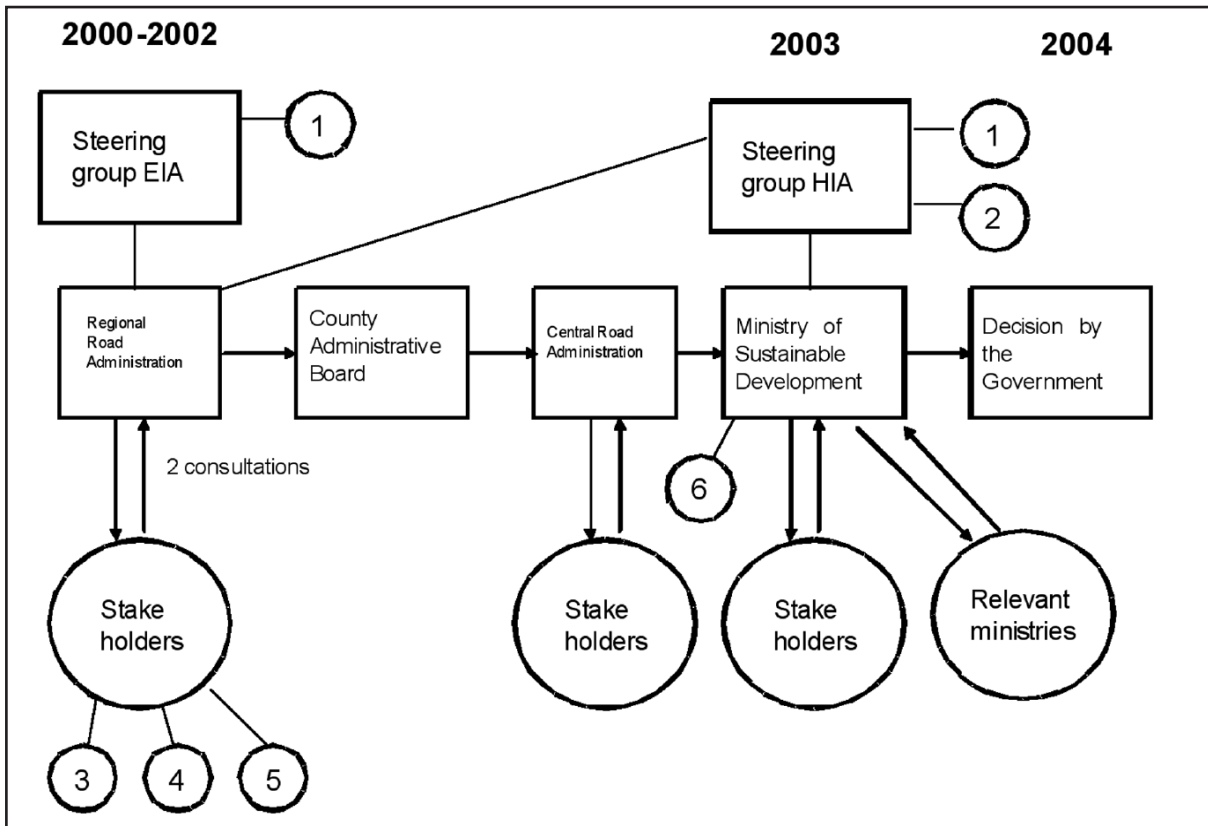 2000-2002
2003
2004
Steering
group EIA
1
Steering
group HIA
1
2
Regional
Road
Administration
County
Administrative
Board
Central Road
Administration
Ministry of
Sustainable
Development
Decision by
the
Government
2 consultations
6
Stake
holders
Stake
holders
Stake
holders
Relevant
ministries
3
4
5